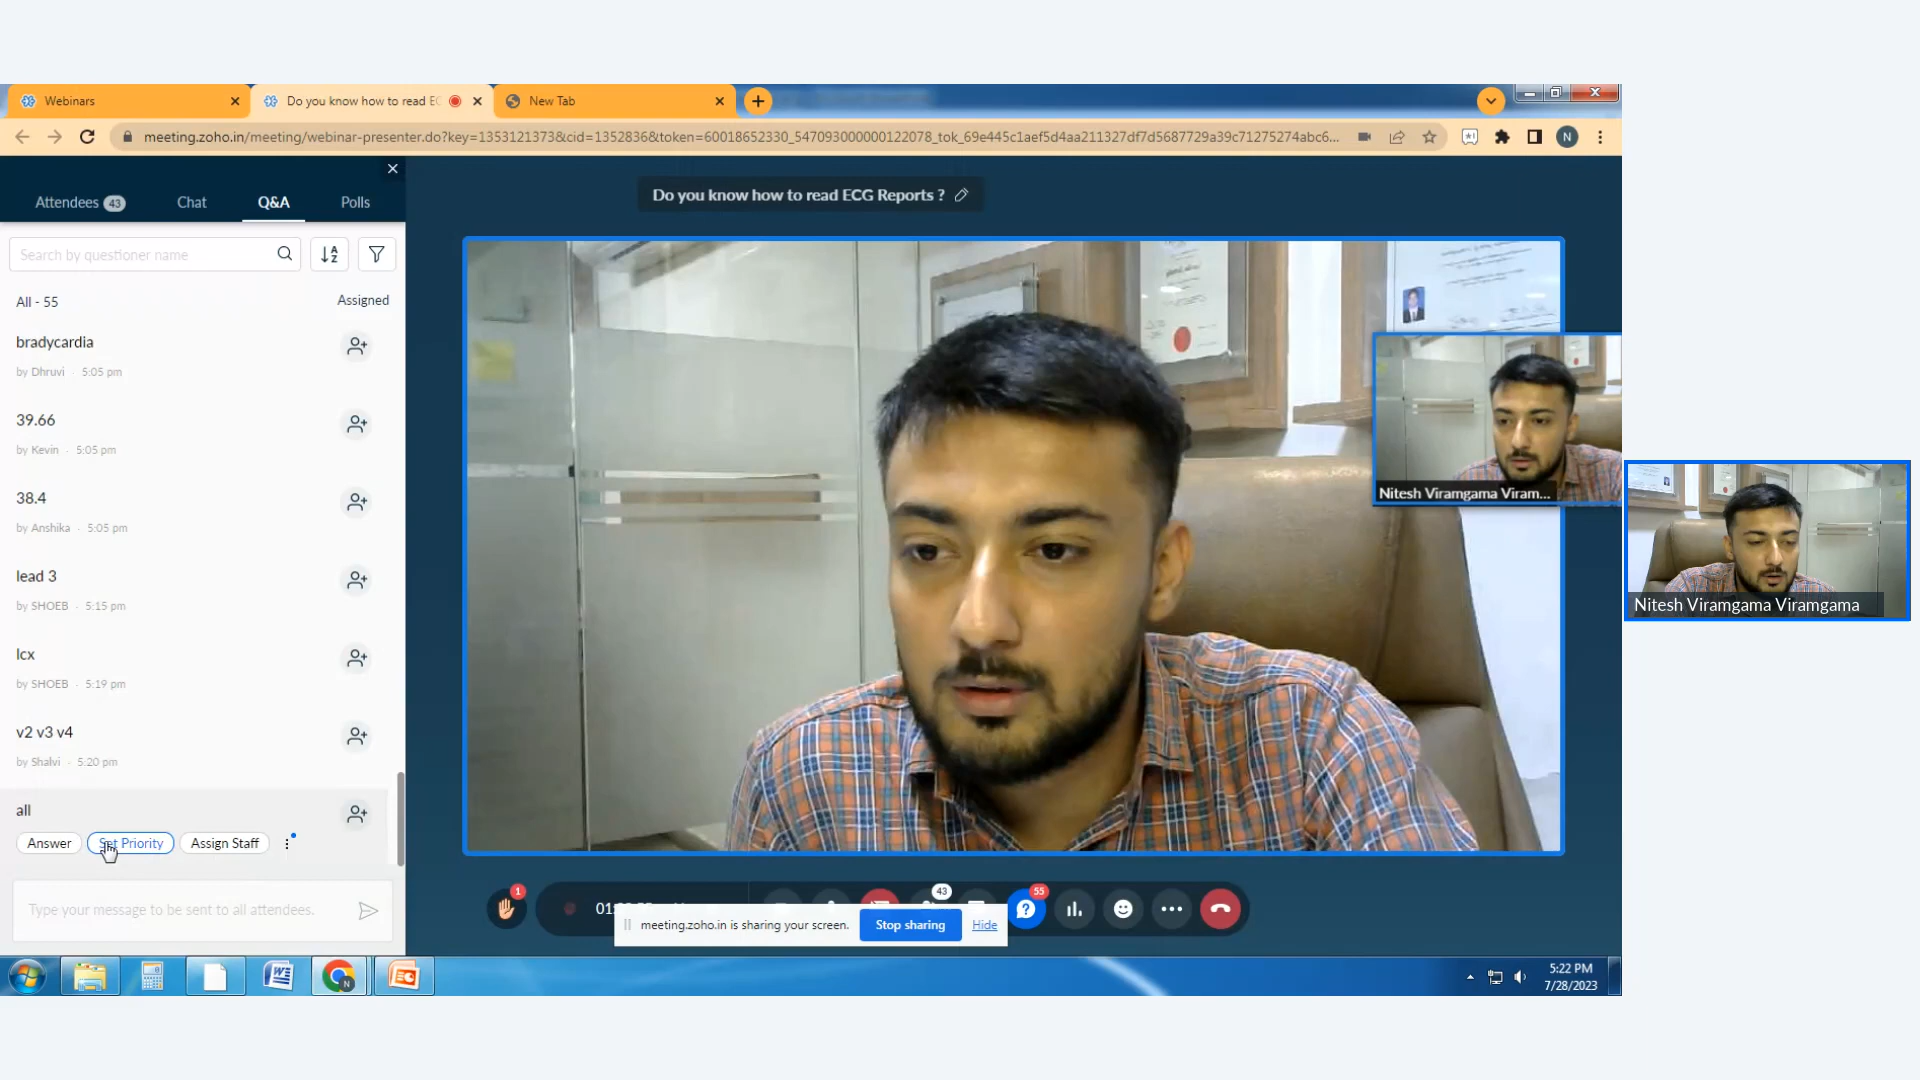 Webinars
Do you know how to read EC
New Tab
meeting.zoho.in/meeting/webinar-presenter.do?key=1353121373&cid=1352836&token=60018652330_547093000000122078_tok_69e445c1aef5d4aa211327df7d5687729a39c71275274abc6...
N
Attendees 43
Chat
Q&A
Polls
Do you know how to read ECG Reports ?
Search by questioner name
All - 55
Assigned
bradycardia
by Dhruvi · 5:05 pm
39.66
by Kevin · 5:05 pm
38.4
by Anshika · 5:05 pm
lead 3
by SHOEB · 5:15 pm
lcx
by SHOEB · 5:19 pm
v2 v3 v4
by Shalvi · 5:20 pm
all
Answer
Set Priority
Assign Staff
Type your message to be sent to all attendees.
Nitesh Viramgama Viram...
Nitesh Viramgama Viramgama
1
43
55
meeting.zoho.in is sharing your screen.
Stop sharing
Hide
5:22 PM
7/28/2023